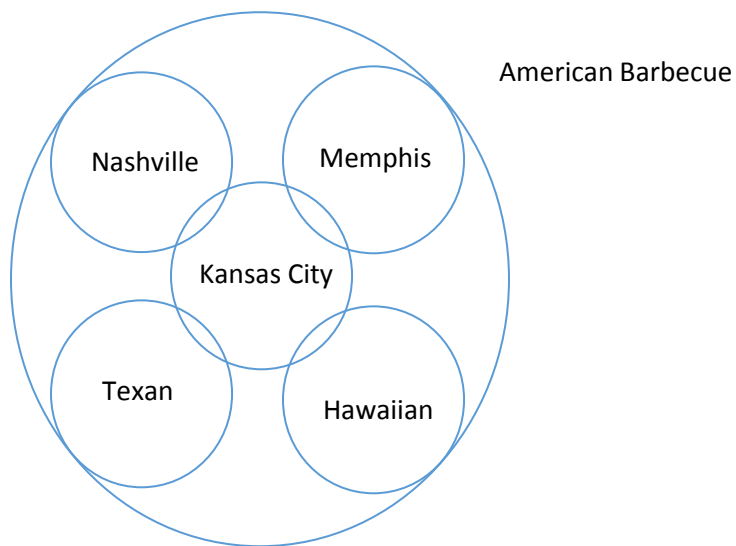 American Barbecue
Nashville
Memphis
Kansas City
Texan
Hawaiian